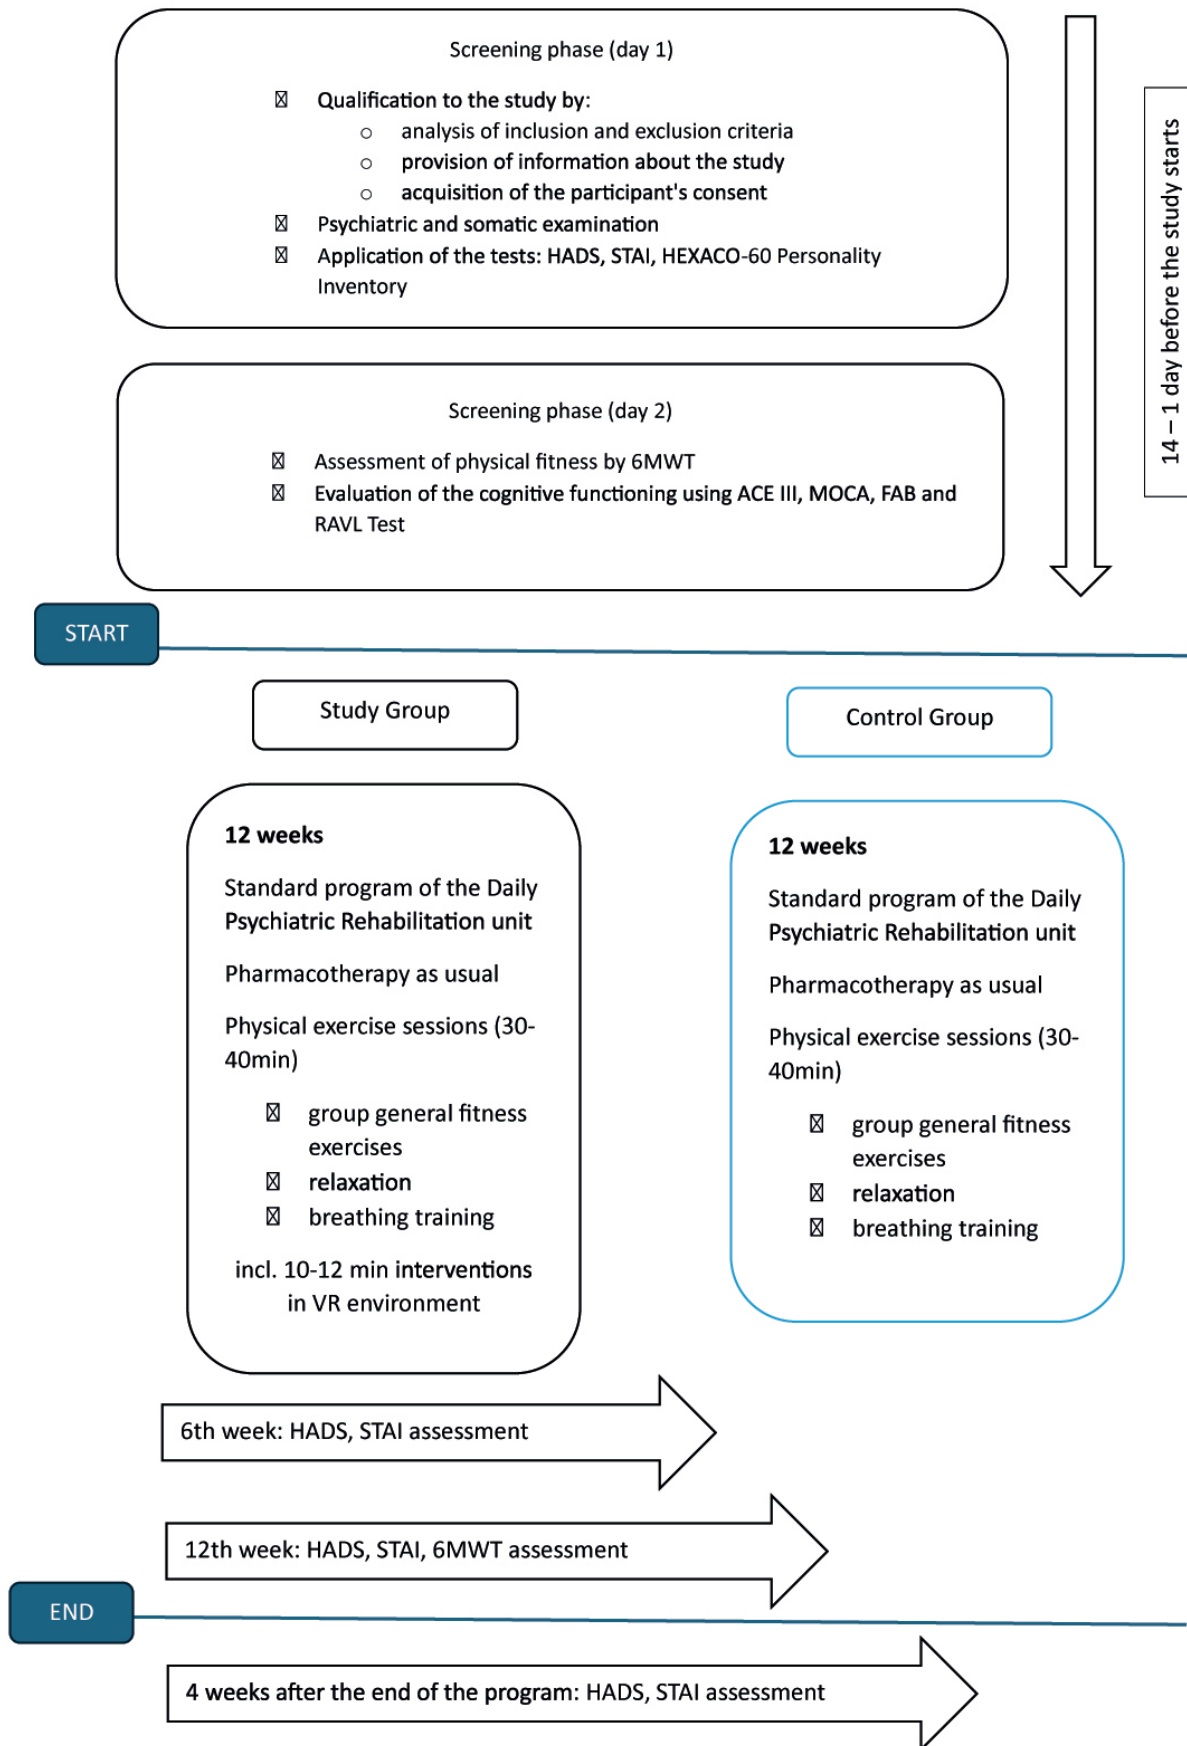 Screening phase (day 1)
Qualification to the study by:
o analysis of inclusion and exclusion criteria
o provision of information about the study
o acquisition of the participant's consent
Psychiatric and somatic examination
Application of the tests: HADS, STAI, HEXACO-60 Personality
Inventory
14 – 1 day before the study starts
Screening phase (day 2)
Assessment of physical fitness by 6MWT
Evaluation of the cognitive functioning using ACE III, MOCA, FAB and
RAVL Test
START
Study Group
Control Group
12 weeks
Standard program of the Daily
Psychiatric Rehabilitation unit
Pharmacotherapy as usual
Physical exercise sessions (30-
40min)
group general fitness
exercises
relaxation
breathing training
incl. 10-12 min interventions
in VR environment
12 weeks
Standard program of the Daily
Psychiatric Rehabilitation unit
Pharmacotherapy as usual
Physical exercise sessions (30-
40min)
group general fitness
exercises
relaxation
breathing training
6th week: HADS, STAI assessment
12th week: HADS, STAI, 6MWT assessment
END
4 weeks after the end of the program: HADS, STAI assessment